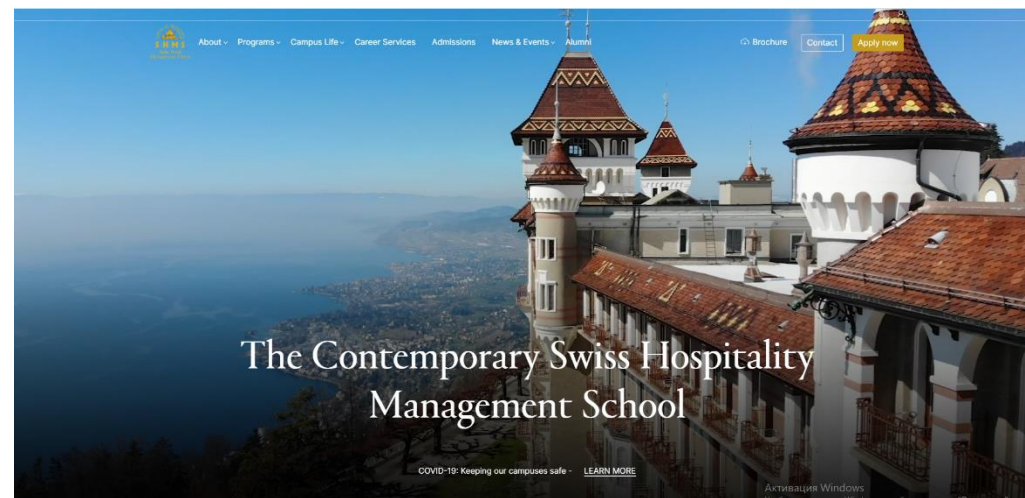 SHMS
About Programs Campus Life Career Services Admissions News & Events Alumni Brochure Contact Apply now
The Contemporary Swiss Hospitality
Management School
COVID-19: Keeping our campuses safe - LEARN MORE
Активация Windows